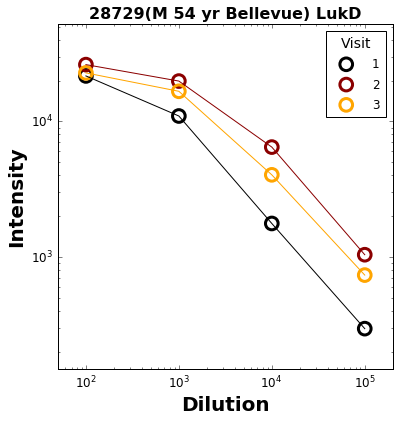 28729(M 54 yr Bellevue) LukD
Visit
1
2
3
10⁴
10³
Intensity
10² 10³ 10⁴ 10⁵
Dilution